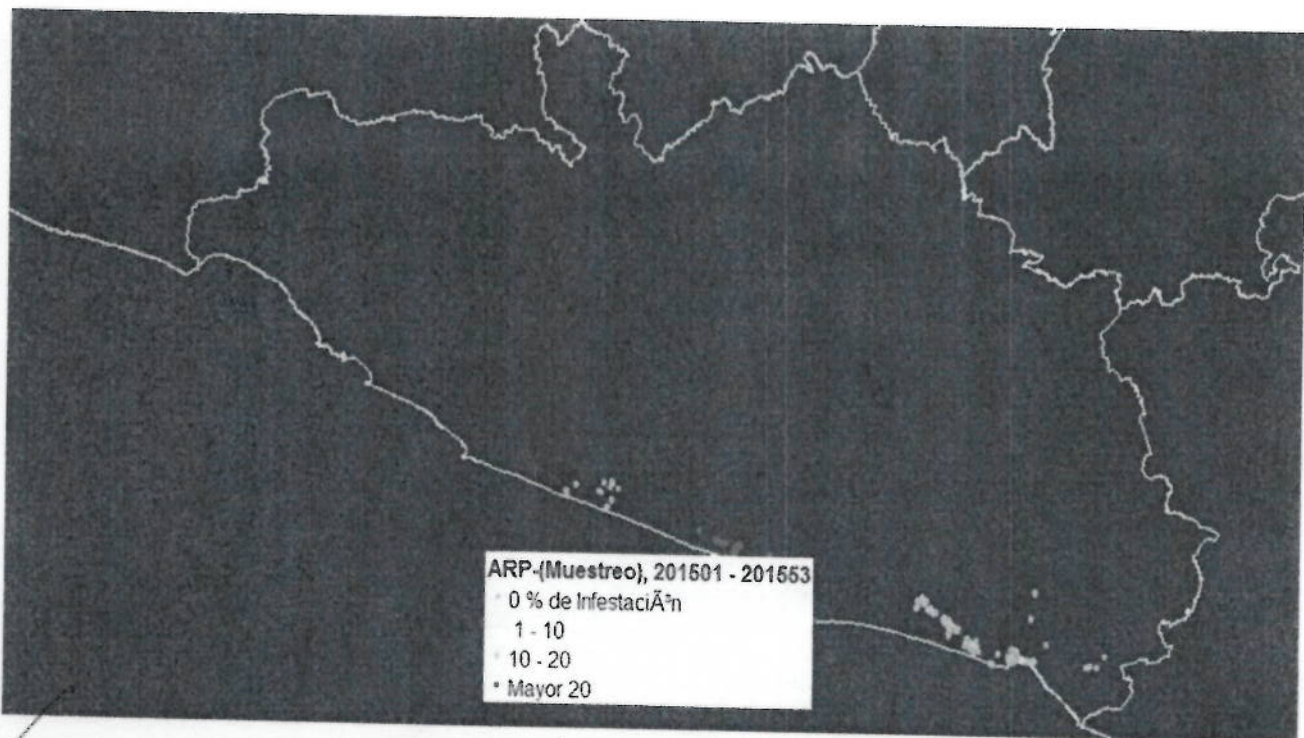 ARP-(Muestreo), 201501 - 201553
0 % de InfestaciÃ³n
1 - 10
10 - 20
Mayor 20